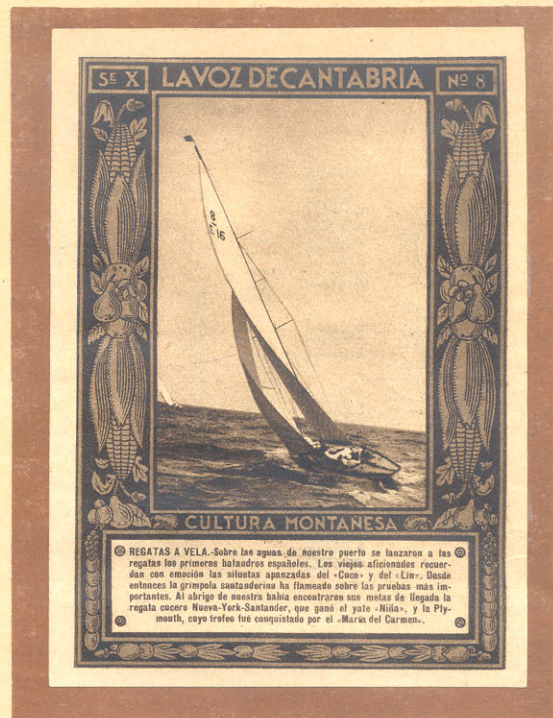 Sᴱ X LA VOZ DE CANTABRIA Nº 8
16
CULTURA MONTAÑESA
REGATAS A VELA.-Sobre las aguas de nuestro puerto se lanzaron a las
regatas los primeros balandros españoles. Los viejos aficionados recuer-
dan con emoción las siluetas apanzadas del «Cuco» y del «Lin». Desde
entonces la grimpola santanderina ha flameado sobre las pruebas más im-
portantes. Al abrigo de nuestra bahía encontraron sus metas de llegada la
regata cucero Nueva-York-Santander, que ganó el yate «Niña», y la Ply-
mouth, cuyo trofeo fué conquistado por el «María del Carmen».